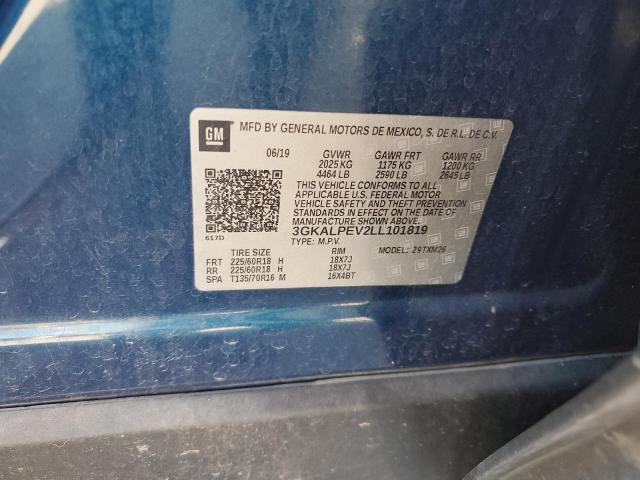 GM MFD BY GENERAL MOTORS DE MEXICO, S. DE R.L. DE C.V.
06/19 GVWR GAWR FRT GAWR RR
2025 KG 1175 KG 1200 KG
4464 LB 2590 LB 2645 LB
THIS VEHICLE CONFORMS TO ALL
APPLICABLE U.S. FEDERAL MOTOR
VEHICLE SAFETY AND THEFT PREVENTION
STANDARDS IN EFFECT ON THE DATE OF
MANUFACTURE SHOWN ABOVE.
3GKALPEV2LL101819
617D TYPE: M.P.V. MODEL: 29TXM26
TIRE SIZE RIM
FRT 225/60R18 H 18X7J
RR 225/60R18 H 18X7J
SPA T135/70R16 M 16X4BT